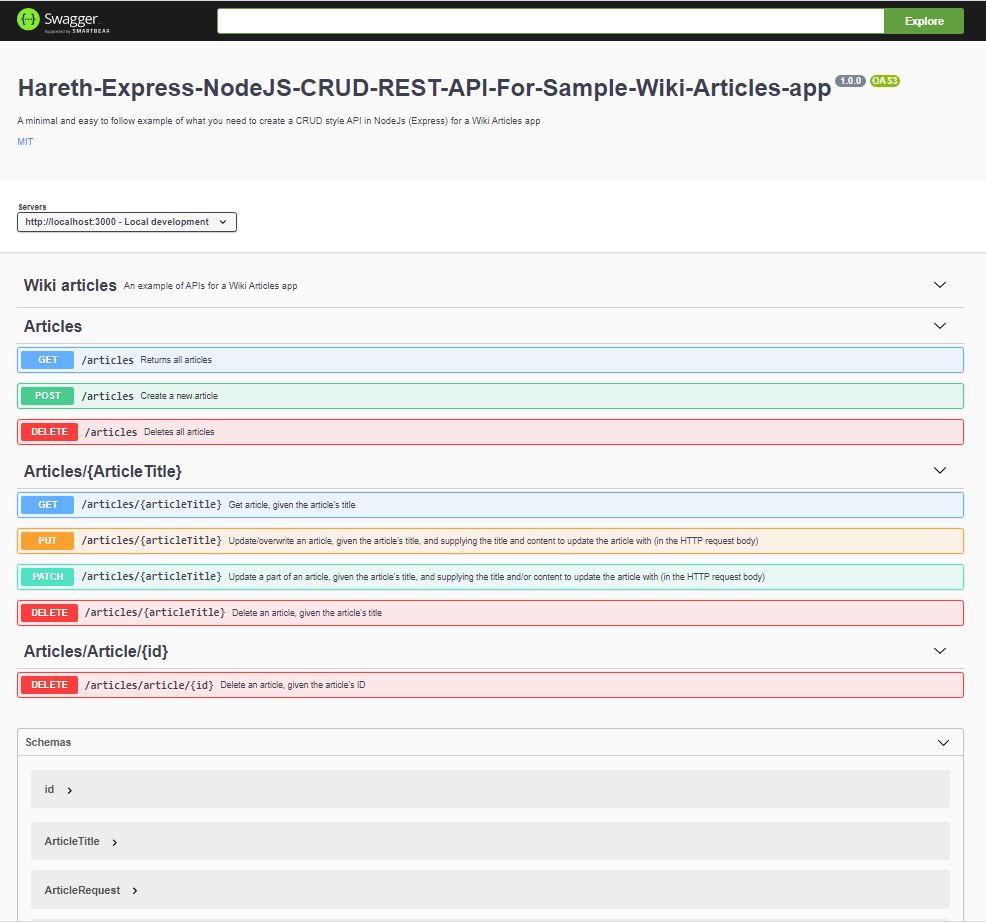 Swagger.
Supported by SMARTBEAR
Explore
Hareth-Express-NodeJS-CRUD-REST-API-For-Sample-Wiki-Articles-app 1.0.0 OAS3
A minimal and easy to follow example of what you need to create a CRUD style API in NodeJs (Express) for a Wiki Articles app
MIT
Servers
http://localhost:3000 - Local development
Wiki articles An example of APIs for a Wiki Articles app
Articles
GET /articles Returns all articles
POST /articles Create a new article
DELETE /articles Deletes all articles
Articles/{ArticleTitle}
GET /articles/{articleTitle} Get article, given the article's title
PUT /articles/{articleTitle} Update/overwrite an article, given the article's title, and supplying the title and content to update the article with (in the HTTP request body)
PATCH /articles/{articleTitle} Update a part of an article, given the article's title, and supplying the title and/or content to update the article with (in the HTTP request body)
DELETE /articles/{articleTitle} Delete an article, given the article's title
Articles/Article/{id}
DELETE /articles/article/{id} Delete an article, given the article's ID
Schemas
id
ArticleTitle
ArticleRequest